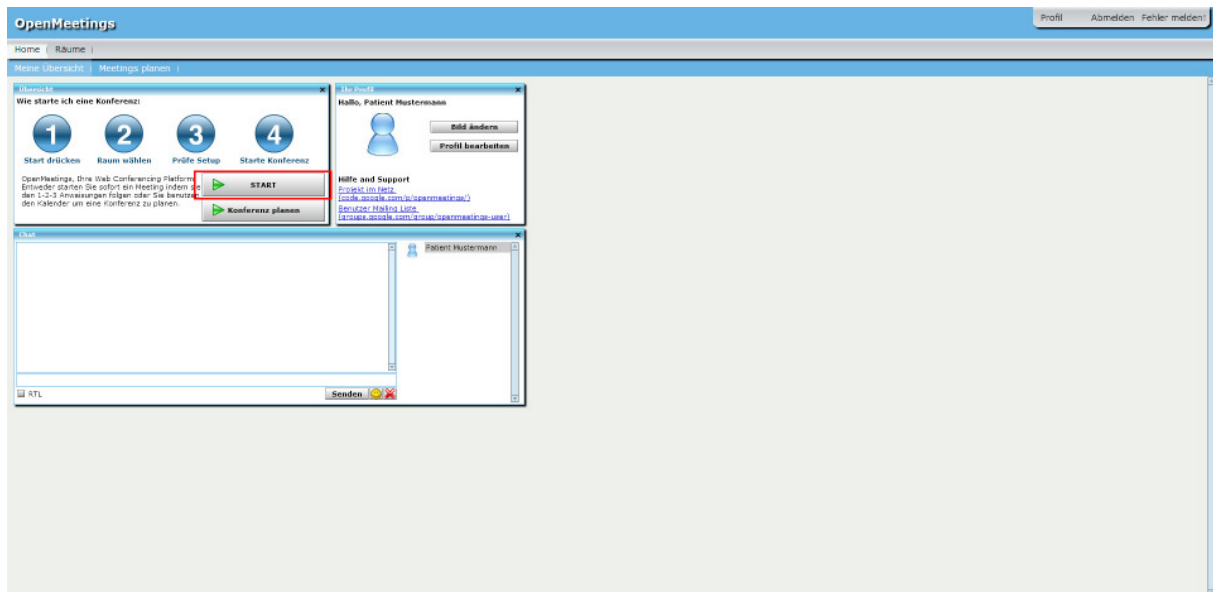 OpenMeetings
Profil Abmelden Fehler melden!
Home Räume
Meine Übersicht Meetings planen
Übersicht
Wie starte ich eine Konferenz:
1 2 3 4
Start drücken Raum wählen Prüfe Setup Starte Konferenz
OpenMeetings, Ihre Web Conferencing Platform
Entweder starten Sie sofort ein Meeting indem sie
den 1-2-3 Anweisungen folgen oder Sie benutzen
den Kalender um eine Konferenz zu planen.
START
Konferenz planen
Ihr Profil
Hallo, Patient Mustermann
Bild ändern
Profil bearbeiten
Hilfe and Support
Projekt im Netz
(code.google.com/p/openmeetings/)
Benutzer Mailing Liste
(groups.google.com/group/openmeetings-user)
Chat
Patient Mustermann
RTL
Senden